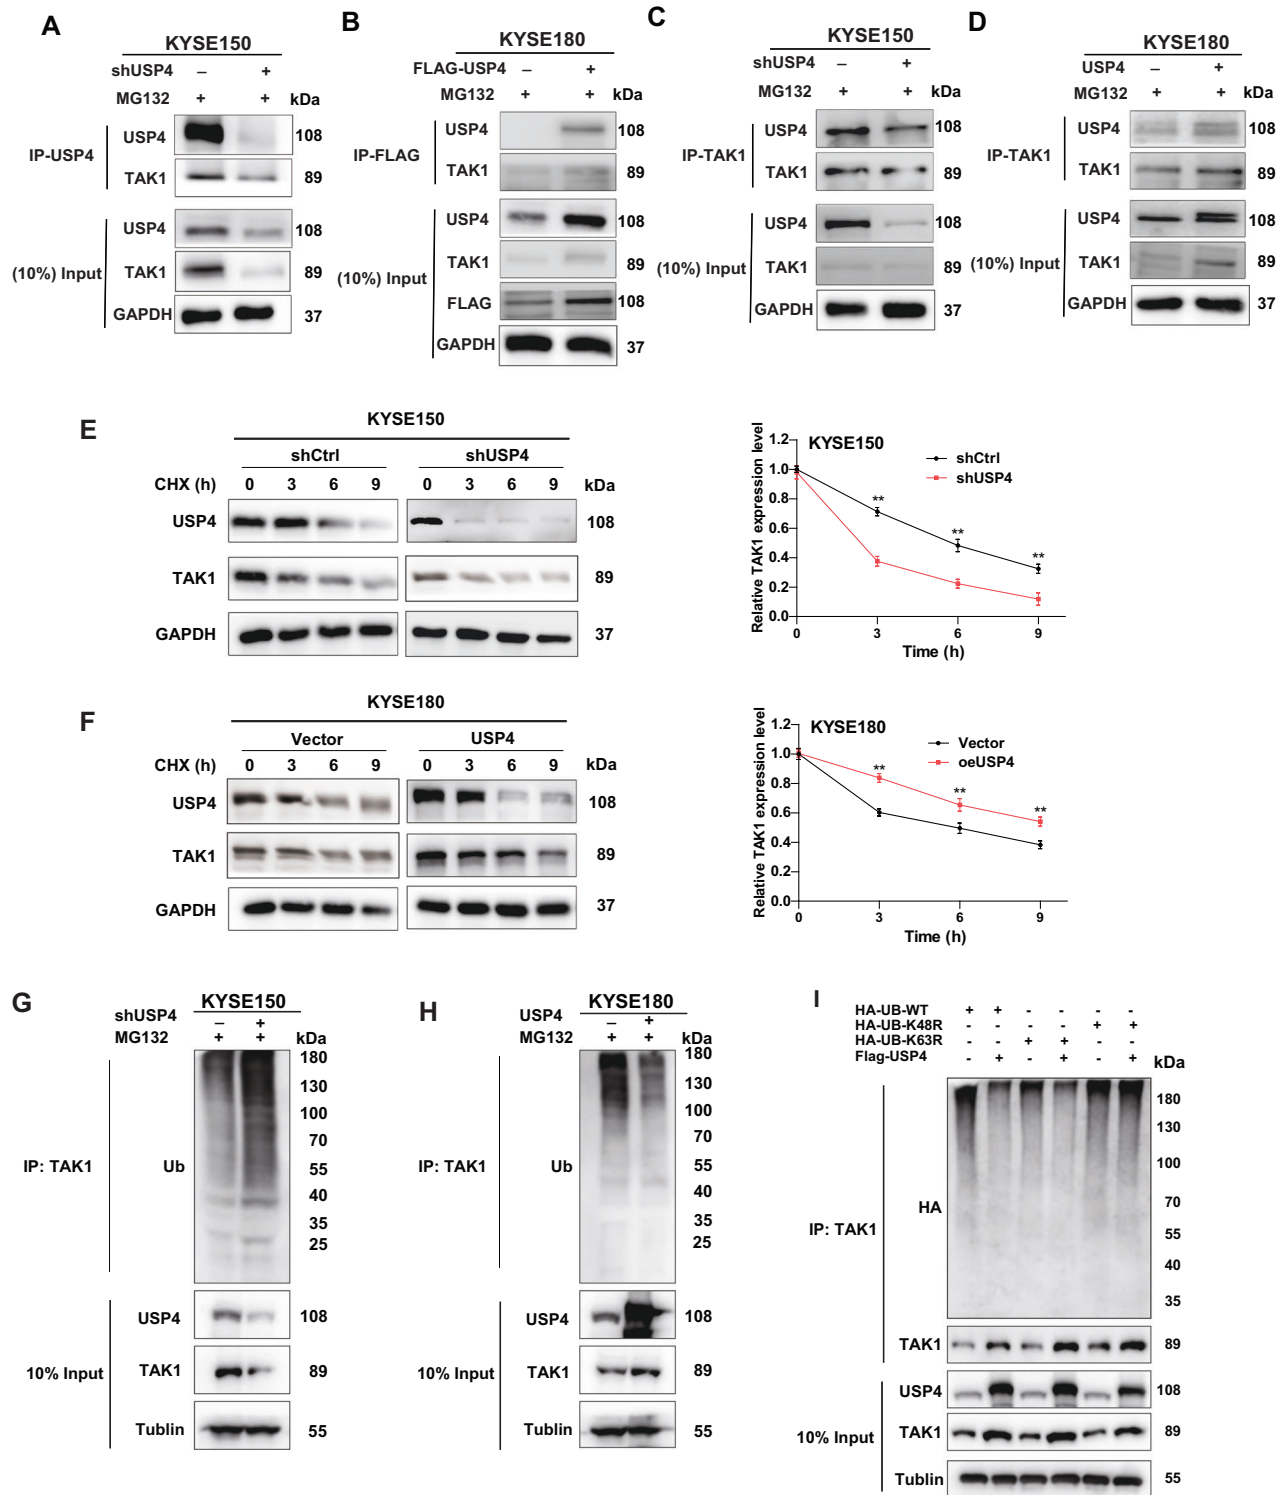 A
KYSE150
shUSP4 – +
MG132 + + kDa
IP-USP4
USP4 108
TAK1 89
(10%) Input
USP4 108
TAK1 89
GAPDH 37
B
KYSE180
FLAG-USP4 – +
MG132 + + kDa
IP-FLAG
USP4 108
TAK1 89
(10%) Input
USP4 108
TAK1 89
FLAG 108
GAPDH 37
C
KYSE150
shUSP4 – +
MG132 + + kDa
IP-TAK1
USP4 108
TAK1 89
(10%) Input
USP4 108
TAK1 89
GAPDH 37
D
KYSE180
USP4 – +
MG132 + + kDa
IP-TAK1
USP4 108
TAK1 89
(10%) Input
USP4 108
TAK1 89
GAPDH 37
E
KYSE150
shCtrl shUSP4
CHX (h) 0 3 6 9 0 3 6 9 kDa
USP4 108
TAK1 89
GAPDH 37
KYSE150
shCtrl
shUSP4
Relative TAK1 expression level
1.2
1.0
0.8
0.6
0.4
0.2
0.0
** ** **
0 3 6 9
Time (h)
F
KYSE180
Vector USP4
CHX (h) 0 3 6 9 0 3 6 9 kDa
USP4 108
TAK1 89
GAPDH 37
KYSE180
Vector
oeUSP4
Relative TAK1 expression level
1.2
1.0
0.8
0.6
0.4
0.2
0.0
** ** **
0 3 6 9
Time (h)
G
KYSE150
shUSP4 – +
MG132 + + kDa
IP: TAK1
Ub
180
130
100
70
55
40
35
25
10% Input
USP4 108
TAK1 89
Tublin 55
H
KYSE180
USP4 – +
MG132 + + kDa
IP: TAK1
Ub
180
130
100
70
55
40
35
25
10% Input
USP4 108
TAK1 89
Tublin 55
I
HA-UB-WT + + - - - -
HA-UB-K48R - - - - + +
HA-UB-K63R - - + + - -
Flag-USP4 - + - + - + kDa
IP: TAK1
HA
180
130
100
70
55
40
35
TAK1 89
10% Input
USP4 108
TAK1 89
Tublin 55